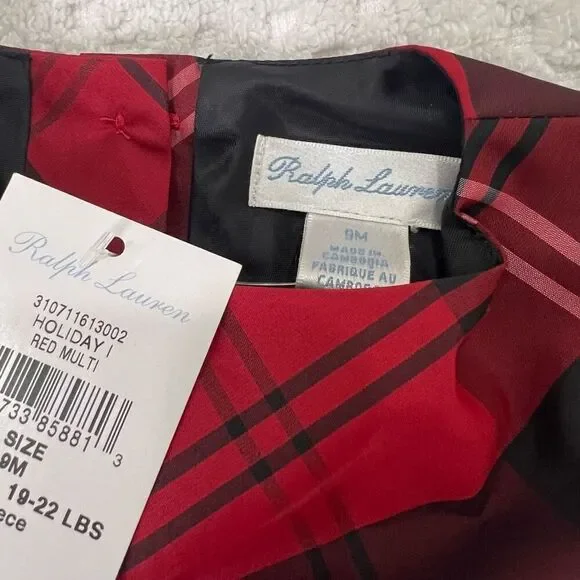 Ralph Lauren
9M
MADE IN
CAMBODIA
FABRIQUE AU
Ralph Lauren
310711613002
HOLIDAY I
RED MULTI
733 85881 3
SIZE
9M
19-22 LBS